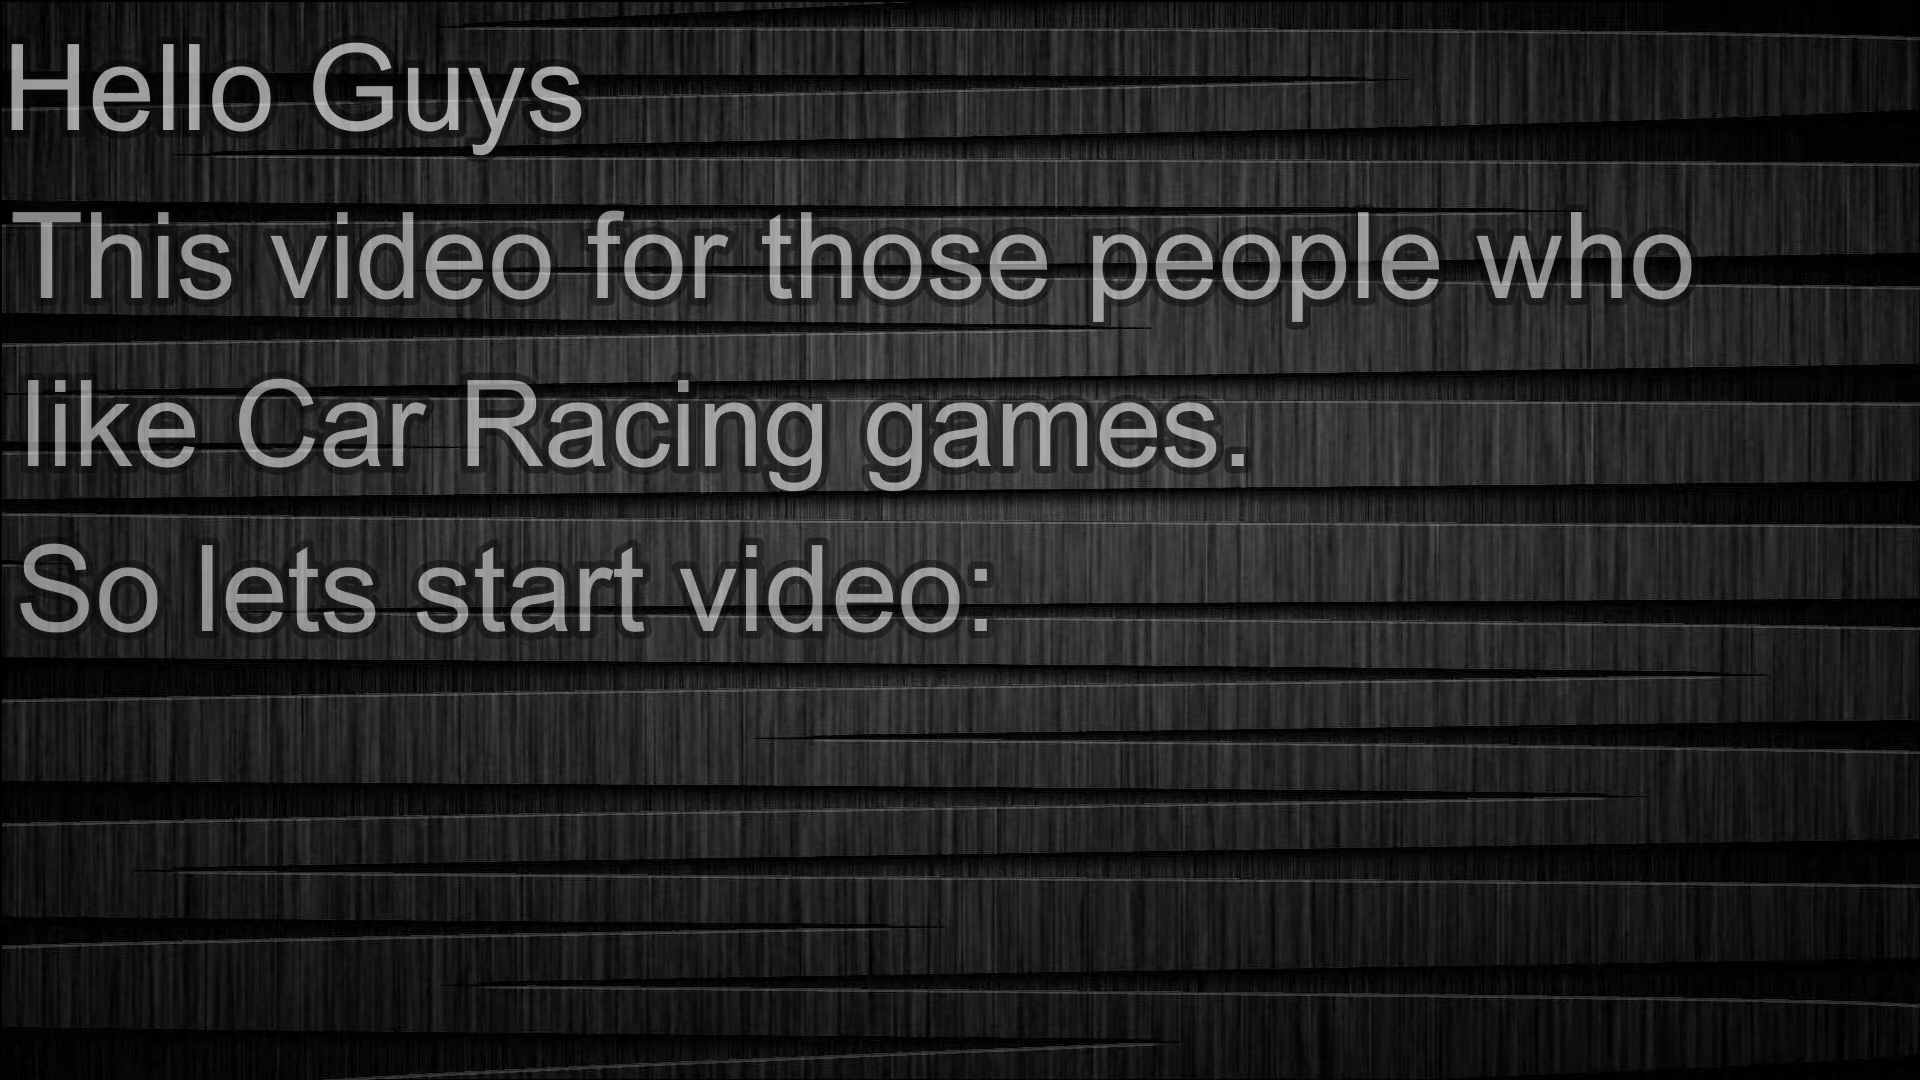 Hello Guys
This video for those people who
like Car Racing games.
So lets start video: